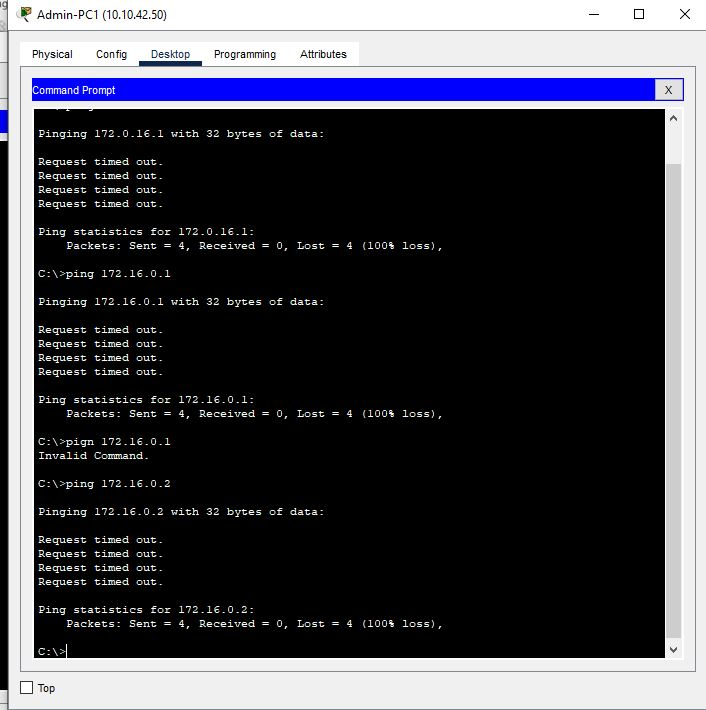 Admin-PC1 (10.10.42.50)
Physical Config Desktop Programming Attributes
Command Prompt
X
Pinging 172.0.16.1 with 32 bytes of data:
Request timed out.
Request timed out.
Request timed out.
Request timed out.
Ping statistics for 172.0.16.1:
Packets: Sent = 4, Received = 0, Lost = 4 (100% loss),
C:\>ping 172.16.0.1
Pinging 172.16.0.1 with 32 bytes of data:
Request timed out.
Request timed out.
Request timed out.
Request timed out.
Ping statistics for 172.16.0.1:
Packets: Sent = 4, Received = 0, Lost = 4 (100% loss),
C:\>pign 172.16.0.1
Invalid Command.
C:\>ping 172.16.0.2
Pinging 172.16.0.2 with 32 bytes of data:
Request timed out.
Request timed out.
Request timed out.
Request timed out.
Ping statistics for 172.16.0.2:
Packets: Sent = 4, Received = 0, Lost = 4 (100% loss),
C:\>
Top